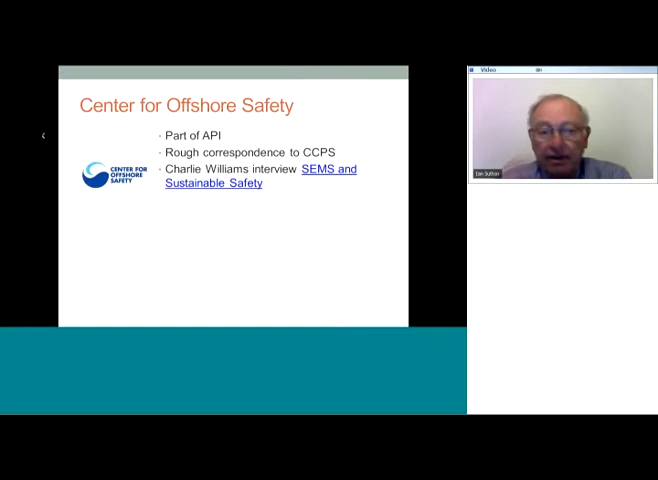 Center for Offshore Safety
· Part of API
· Rough correspondence to CCPS
· Charlie Williams interview SEMS and
Sustainable Safety
CENTER FOR
OFFSHORE
SAFETY
Video
Ian Sutton